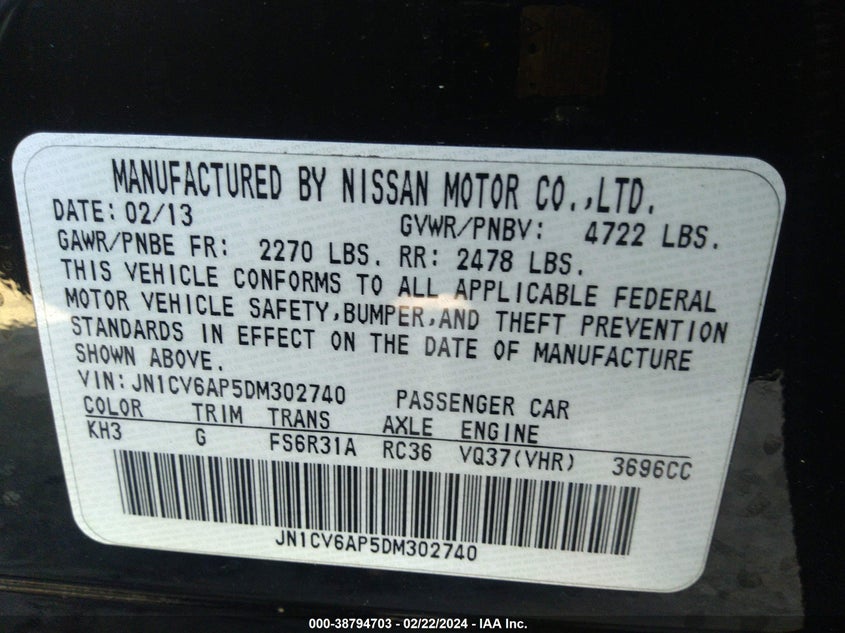 MANUFACTURED BY NISSAN MOTOR CO.,LTD.
DATE: 02/13 GVWR/PNBV: 4722 LBS.
GAWR/PNBE FR: 2270 LBS. RR: 2478 LBS.
THIS VEHICLE CONFORMS TO ALL APPLICABLE FEDERAL
MOTOR VEHICLE SAFETY,BUMPER,AND THEFT PREVENTION
STANDARDS IN EFFECT ON THE DATE OF MANUFACTURE
SHOWN ABOVE.
VIN: JN1CV6AP5DM302740 PASSENGER CAR
COLOR TRIM TRANS AXLE ENGINE
KH3 G FS6R31A RC36 VQ37(VHR) 3696CC
JN1CV6AP5DM302740
000-38794703 - 02/22/2024 - IAA Inc.